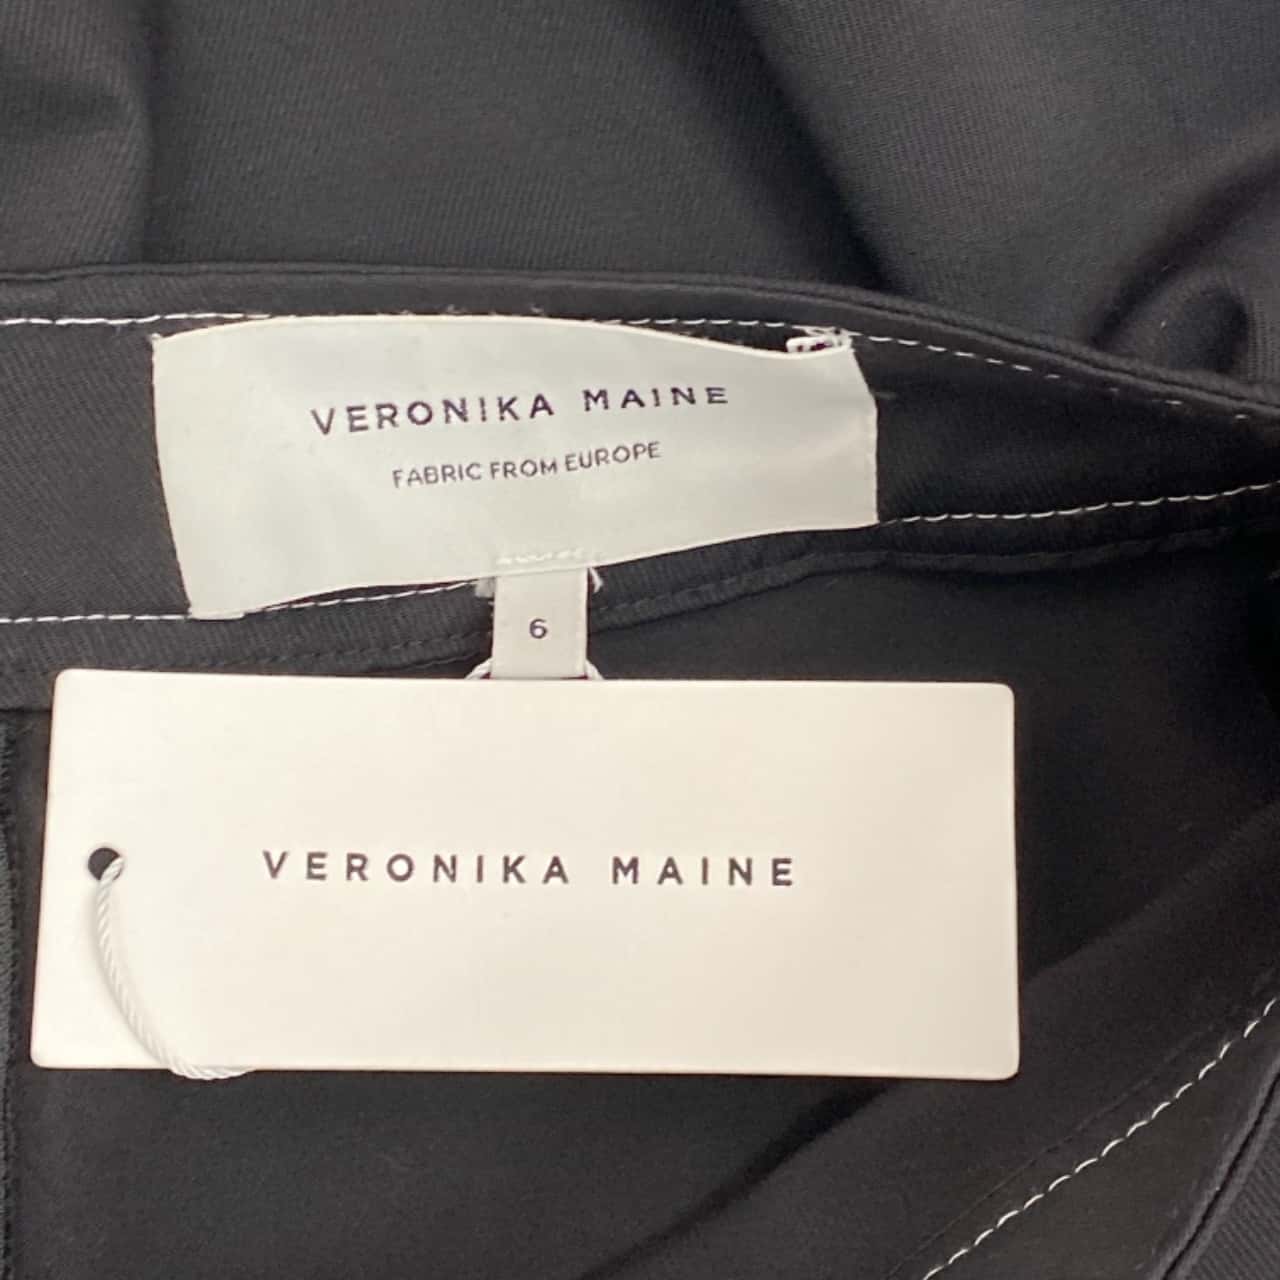 VERONIKA MAINE
FABRIC FROM EUROPE
6
VERONIKA MAINE